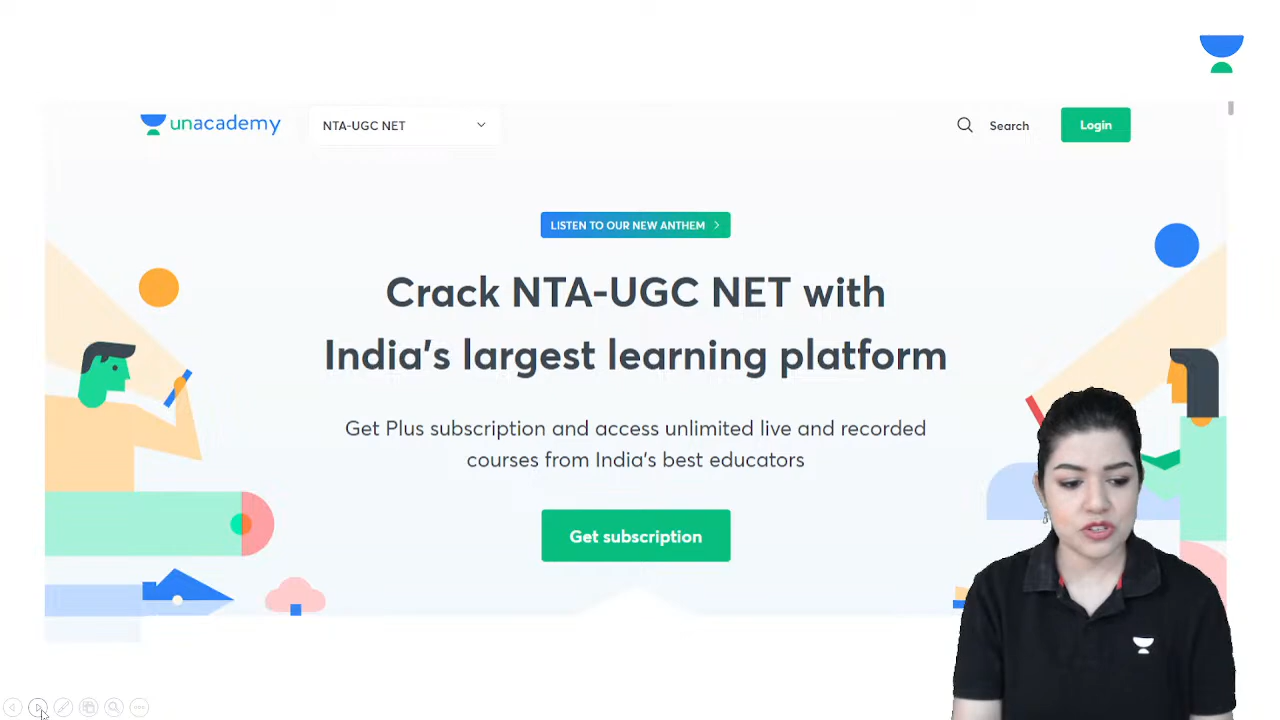 unacademy
NTA-UGC NET
Search
Login
LISTEN TO OUR NEW ANTHEM
Crack NTA-UGC NET with
India's largest learning platform
Get Plus subscription and access unlimited live and recorded
courses from India's best educators
Get subscription